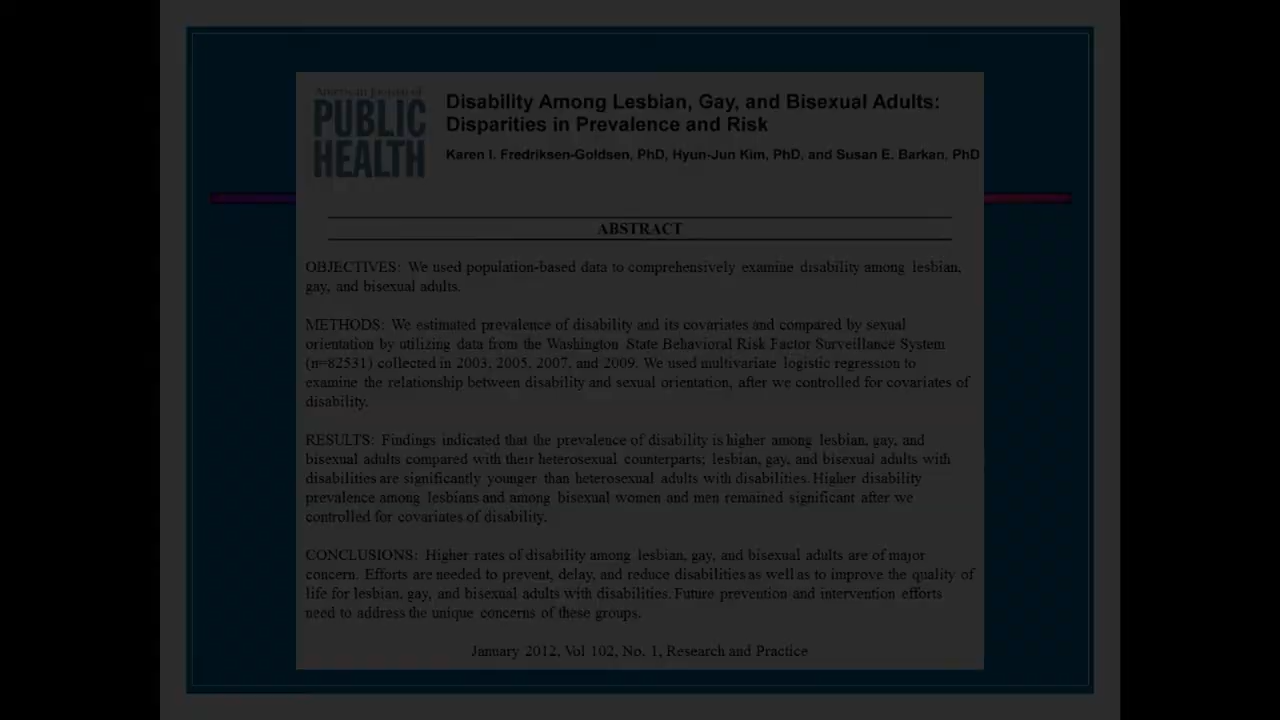 American Journal of
PUBLIC
HEALTH
Disability Among Lesbian, Gay, and Bisexual Adults:
Disparities in Prevalence and Risk
Karen I. Fredriksen-Goldsen, PhD, Hyun-Jun Kim, PhD, and Susan E. Barkan, PhD
ABSTRACT
OBJECTIVES: We used population-based data to comprehensively examine disability among lesbian,
gay, and bisexual adults.
METHODS: We estimated prevalence of disability and its covariates and compared by sexual
orientation by utilizing data from the Washington State Behavioral Risk Factor Surveillance System
(n=82531) collected in 2003, 2005, 2007, and 2009. We used multivariate logistic regression to
examine the relationship between disability and sexual orientation, after we controlled for covariates of
disability.
RESULTS: Findings indicated that the prevalence of disability is higher among lesbian, gay, and
bisexual adults compared with their heterosexual counterparts; lesbian, gay, and bisexual adults with
disabilities are significantly younger than heterosexual adults with disabilities. Higher disability
prevalence among lesbians and among bisexual women and men remained significant after we
controlled for covariates of disability.
CONCLUSIONS: Higher rates of disability among lesbian, gay, and bisexual adults are of major
concern. Efforts are needed to prevent, delay, and reduce disabilities as well as to improve the quality of
life for lesbian, gay, and bisexual adults with disabilities. Future prevention and intervention efforts
need to address the unique concerns of these groups.
January 2012, Vol 102, No. 1, Research and Practice